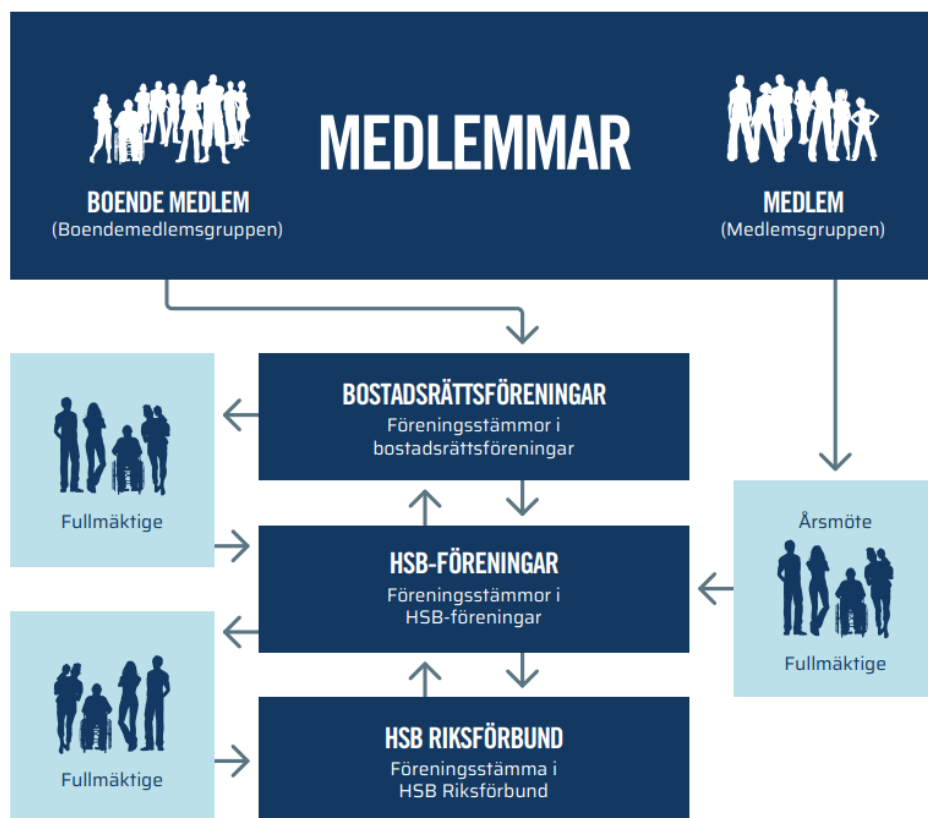 MEDLEMMAR
BOENDE MEDLEM
(Boendemedlemsgruppen)
MEDLEM
(Medlemsgruppen)
BOSTADSRÄTTSFÖRENINGAR
Föreningsstämmor i
bostadsrättsföreningar
Fullmäktige
HSB-FÖRENINGAR
Föreningsstämmor i
HSB-föreningar
Årsmöte
Fullmäktige
HSB RIKSFÖRBUND
Föreningsstämma i
HSB Riksförbund
Fullmäktige